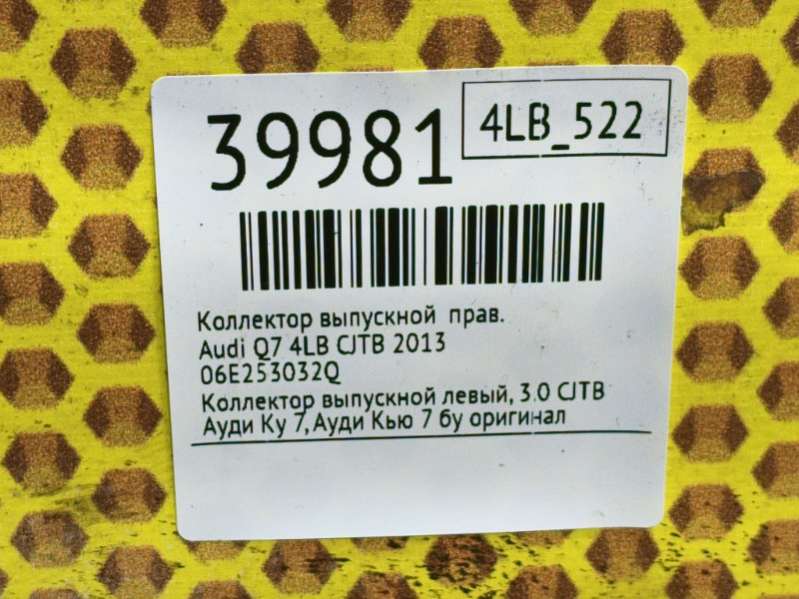 39981
4LB_522
Коллектор выпускной прав.
Audi Q7 4LB CJTB 2013
06E253032Q
Коллектор выпускной левый, 3.0 CJTB
Ауди Ку 7, Ауди Кью 7 бу оригинал